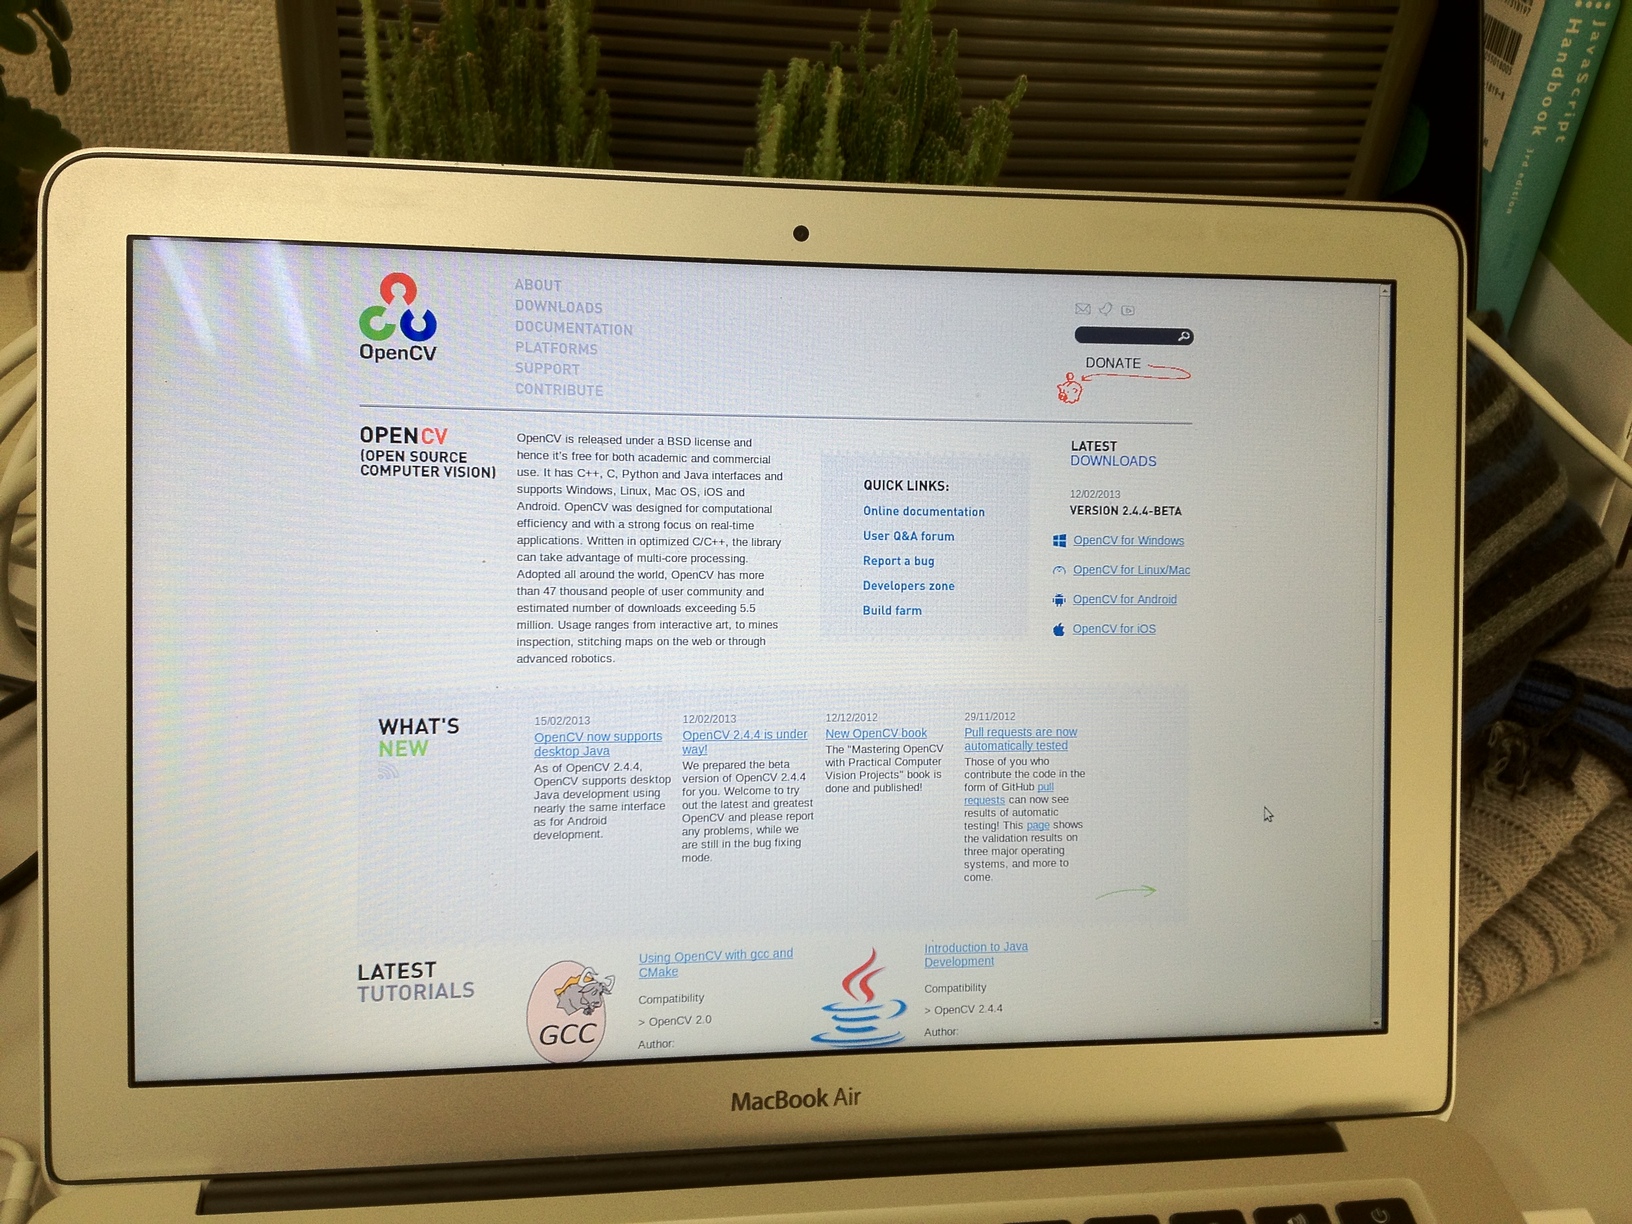 JavaScript
Handbook 3rd edition
OpenCV
ABOUT
DOWNLOADS
DOCUMENTATION
PLATFORMS
SUPPORT
CONTRIBUTE
DONATE
OPENCV
(OPEN SOURCE
COMPUTER VISION)
OpenCV is released under a BSD license and
hence it's free for both academic and commercial
use. It has C++, C, Python and Java interfaces and
supports Windows, Linux, Mac OS, iOS and
Android. OpenCV was designed for computational
efficiency and with a strong focus on real-time
applications. Written in optimized C/C++, the library
can take advantage of multi-core processing.
Adopted all around the world, OpenCV has more
than 47 thousand people of user community and
estimated number of downloads exceeding 5.5
million. Usage ranges from interactive art, to mines
inspection, stitching maps on the web or through
advanced robotics.
QUICK LINKS:
Online documentation
User Q&A forum
Report a bug
Developers zone
Build farm
LATEST
DOWNLOADS
12/02/2013
VERSION 2.4.4-BETA
OpenCV for Windows
OpenCV for Linux/Mac
OpenCV for Android
OpenCV for iOS
WHAT'S
NEW
15/02/2013
OpenCV now supports
desktop Java
As of OpenCV 2.4.4,
OpenCV supports desktop
Java development using
nearly the same interface
as for Android
development.
12/02/2013
OpenCV 2.4.4 is under
way!
We prepared the beta
version of OpenCV 2.4.4
for you. Welcome to try
out the latest and greatest
OpenCV and please report
any problems, while we
are still in the bug fixing
mode.
12/12/2012
New OpenCV book
The "Mastering OpenCV
with Practical Computer
Vision Projects" book is
done and published!
29/11/2012
Pull requests are now
automatically tested
Those of you who
contribute the code in the
form of GitHub pull
requests can now see
results of automatic
testing! This page shows
the validation results on
three major operating
systems, and more to
come.
LATEST
TUTORIALS
GCC
Using OpenCV with gcc and
CMake
Compatibility
> OpenCV 2.0
Author:
Introduction to Java
Development
Compatibility
> OpenCV 2.4.4
Author:
MacBook Air